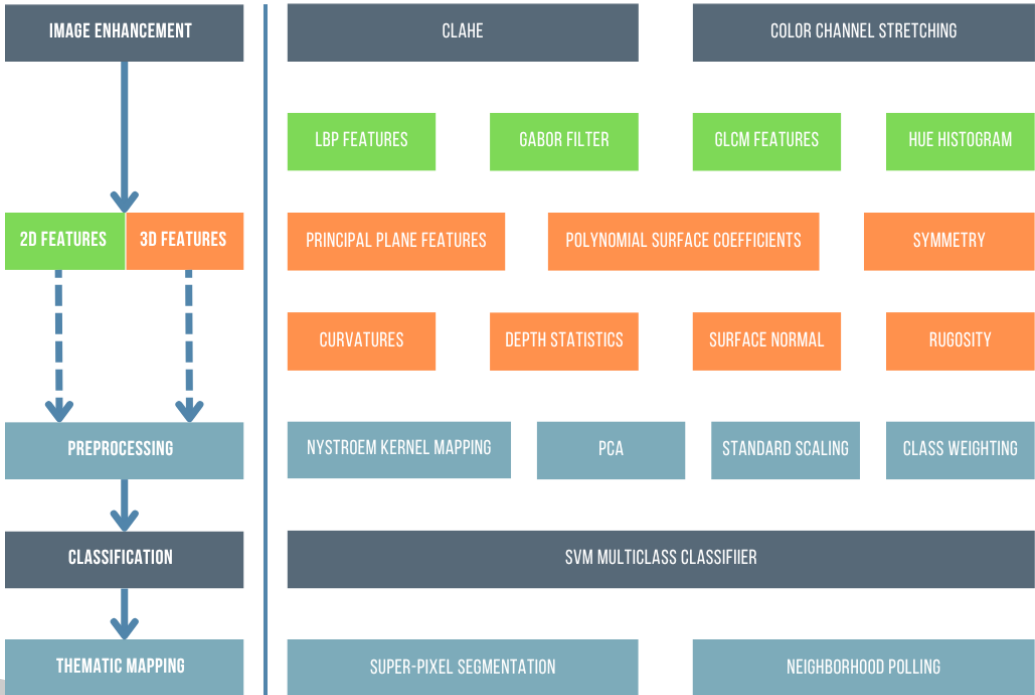 IMAGE ENHANCEMENT
CLAHE
COLOR CHANNEL STRETCHING
LBP FEATURES
GABOR FILTER
GLCM FEATURES
HUE HISTOGRAM
2D FEATURES
3D FEATURES
PRINCIPAL PLANE FEATURES
POLYNOMIAL SURFACE COEFFICIENTS
SYMMETRY
CURVATURES
DEPTH STATISTICS
SURFACE NORMAL
RUGOSITY
PREPROCESSING
NYSTROEM KERNEL MAPPING
PCA
STANDARD SCALING
CLASS WEIGHTING
CLASSIFICATION
SVM MULTICLASS CLASSIFIIER
THEMATIC MAPPING
SUPER-PIXEL SEGMENTATION
NEIGHBORHOOD POLLING